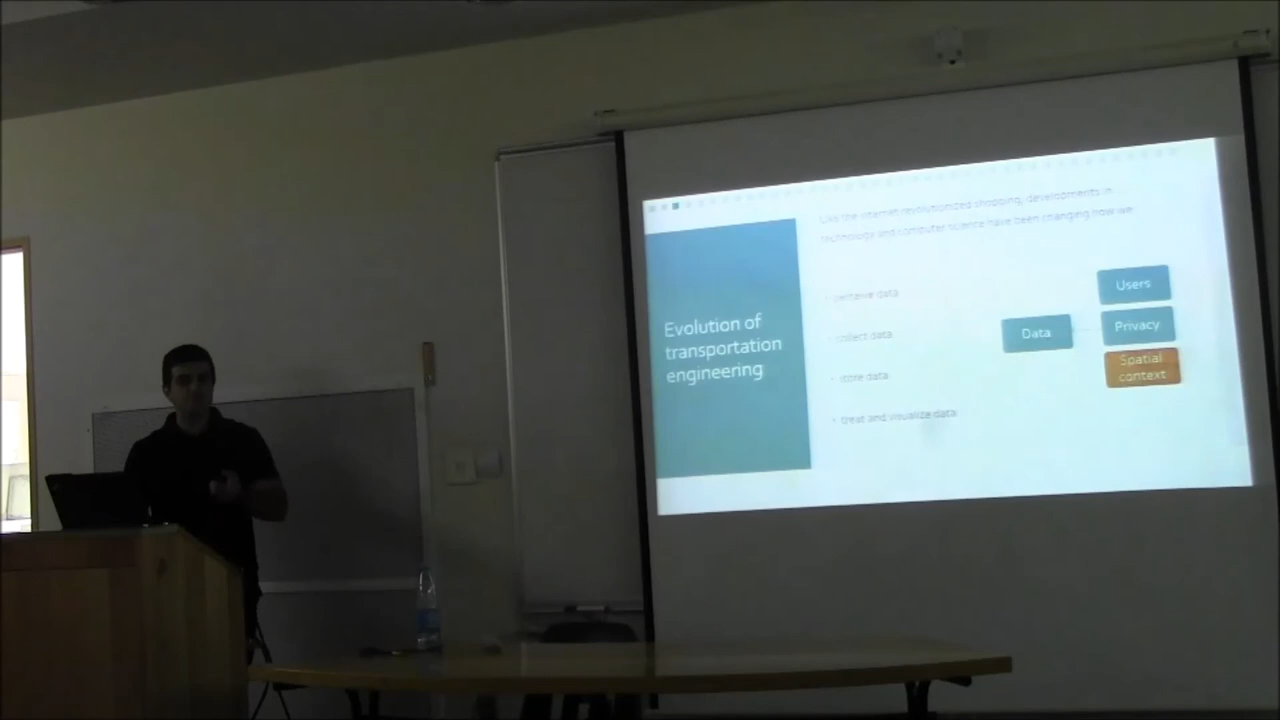 Like the internet revolutionized shopping, developments in
technology and computer science have been changing how we
Evolution of
transportation
engineering
perceive data
collect data
store data
treat and visualize data
Data
Users
Privacy
Spatial
context